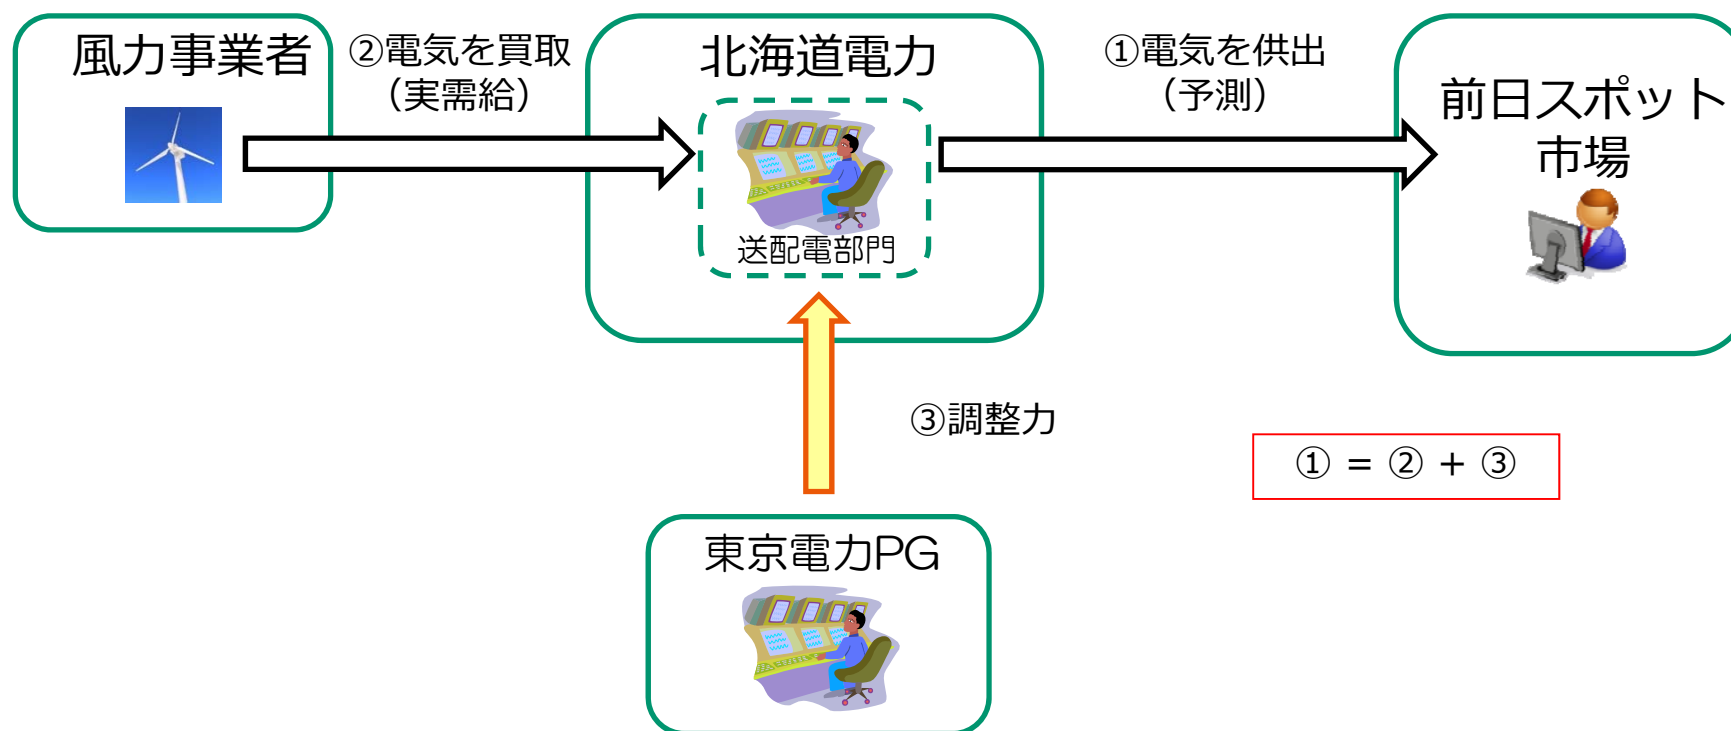 風力事業者
②電気を買取
（実需給）
北海道電力
送配電部門
①電気を供出
（予測）
前日スポット
市場
③調整力
① = ② + ③
東京電力PG